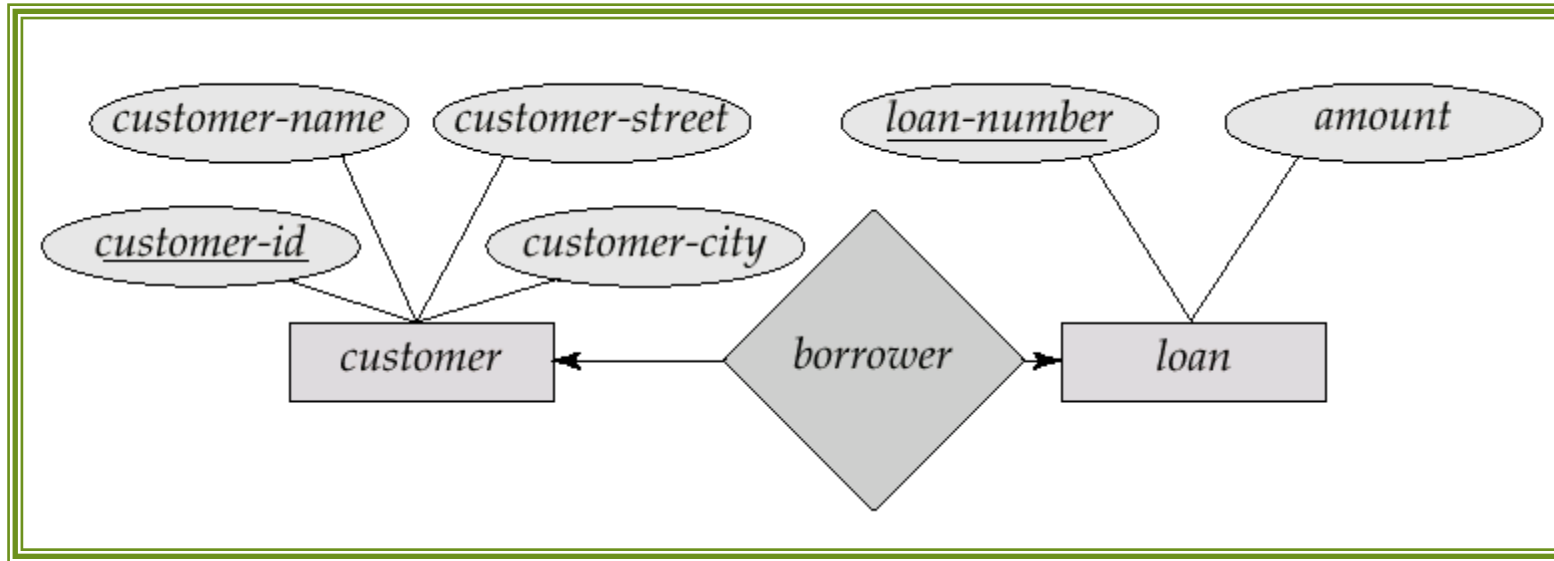 customer-name
customer-street
loan-number
amount
customer-id
customer-city
customer
borrower
loan